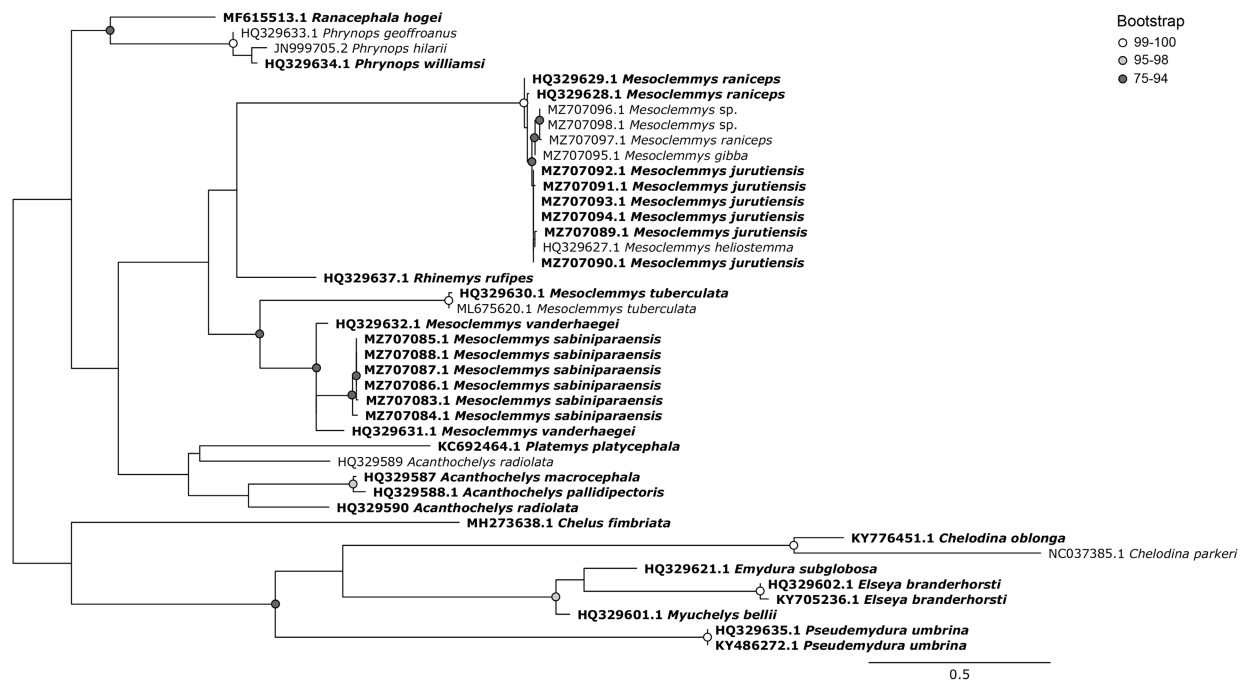 Bootstrap
99-100
95-98
75-94
MF615513.1 Ranacephala hogei
HQ329633.1 Phrynops geoffroanus
JN999705.2 Phrynops hilarii
HQ329634.1 Phrynops williamsi
HQ329629.1 Mesoclemmys raniceps
HQ329628.1 Mesoclemmys raniceps
MZ707096.1 Mesoclemmys sp.
MZ707098.1 Mesoclemmys sp.
MZ707097.1 Mesoclemmys raniceps
MZ707095.1 Mesoclemmys gibba
MZ707092.1 Mesoclemmys jurutiensis
MZ707091.1 Mesoclemmys jurutiensis
MZ707093.1 Mesoclemmys jurutiensis
MZ707094.1 Mesoclemmys jurutiensis
MZ707089.1 Mesoclemmys jurutiensis
HQ329627.1 Mesoclemmys heliostemma
MZ707090.1 Mesoclemmys jurutiensis
HQ329637.1 Rhinemys rufipes
HQ329630.1 Mesoclemmys tuberculata
ML675620.1 Mesoclemmys tuberculata
HQ329632.1 Mesoclemmys vanderhaegei
MZ707085.1 Mesoclemmys sabiniparaensis
MZ707088.1 Mesoclemmys sabiniparaensis
MZ707087.1 Mesoclemmys sabiniparaensis
MZ707086.1 Mesoclemmys sabiniparaensis
MZ707083.1 Mesoclemmys sabiniparaensis
MZ707084.1 Mesoclemmys sabiniparaensis
HQ329631.1 Mesoclemmys vanderhaegei
KC692464.1 Platemys platycephala
HQ329589 Acanthochelys radiolata
HQ329587 Acanthochelys macrocephala
HQ329588.1 Acanthochelys pallidipectoris
HQ329590 Acanthochelys radiolata
MH273638.1 Chelus fimbriata
KY776451.1 Chelodina oblonga
NC037385.1 Chelodina parkeri
HQ329621.1 Emydura subglobosa
HQ329602.1 Elseya branderhorsti
KY705236.1 Elseya branderhorsti
HQ329601.1 Myuchelys bellii
HQ329635.1 Pseudemydura umbrina
KY486272.1 Pseudemydura umbrina
0.5